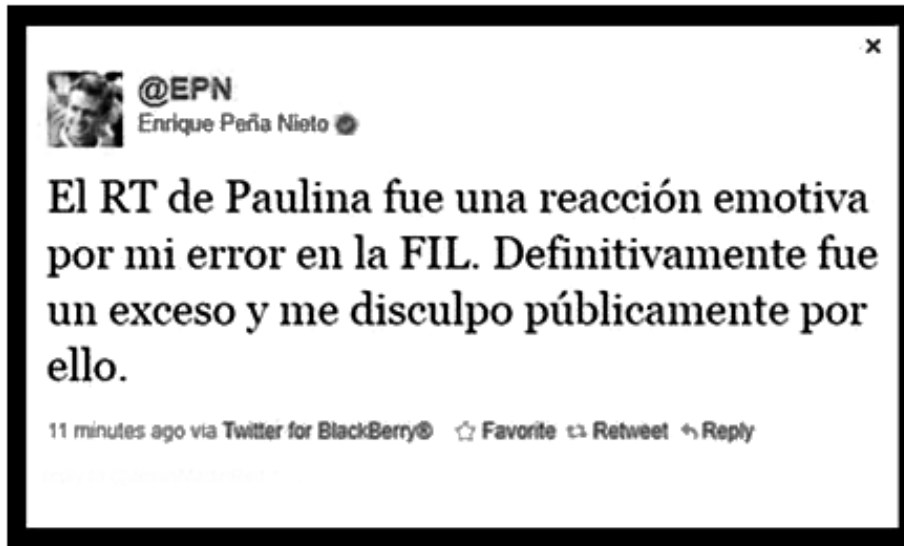 ×
@EPN
Enrique Peña Nieto
El RT de Paulina fue una reacción emotiva
por mi error en la FIL. Definitivamente fue
un exceso y me disculpo públicamente por
ello.
11 minutes ago via Twitter for BlackBerry® Favorite Retweet Reply